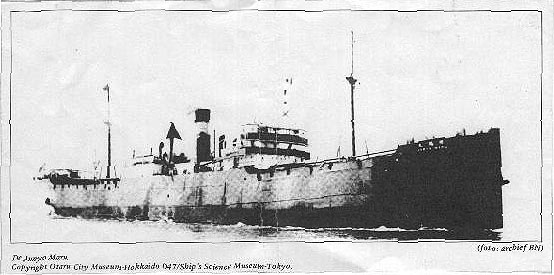 De Junyo Maru.
(foto: archief BN)
Copyright Otaru City Museum-Hokkaido 047/Ship's Science Museum-Tokyo.